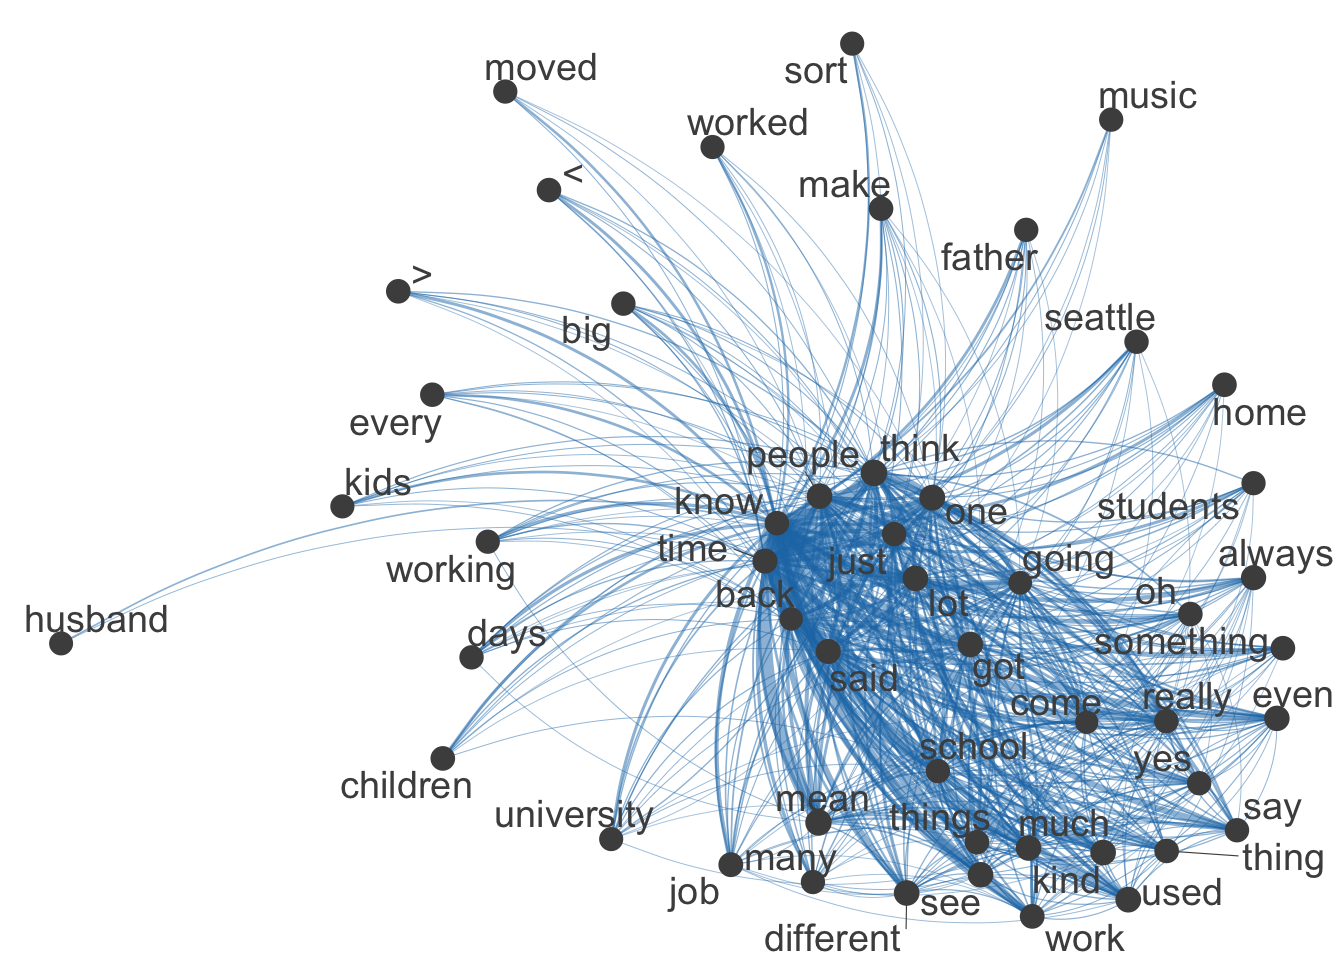 moved
sort
music
worked
<
make
father
>
big
seattle
every
home
people
think
kids
know
one
students
time
just
going
always
working
back
lot
oh
husband
days
something
said
got
come
really
even
school
yes
children
university
mean
things
much
say
many
thing
job
see
kind
used
different
work